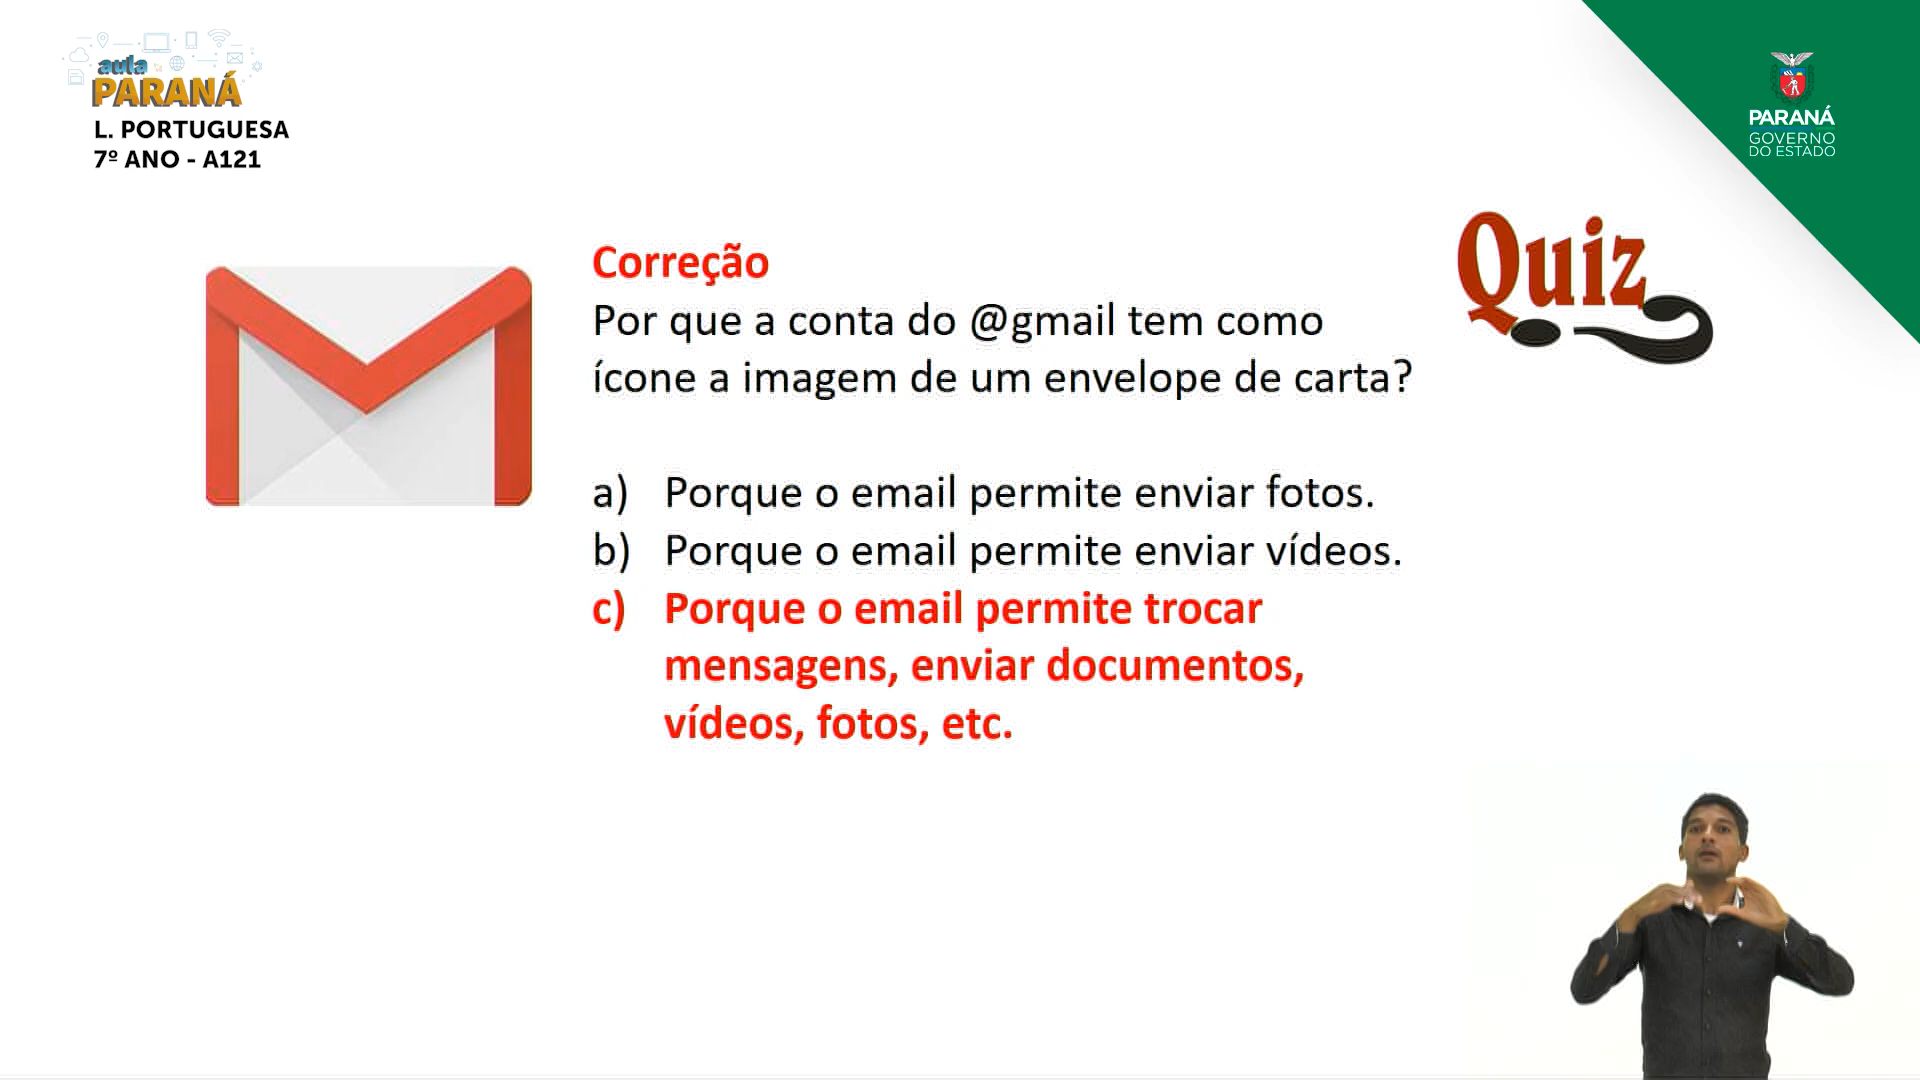 aula
PARANÁ
L. PORTUGUESA
7º ANO - A121
PARANÁ
GOVERNO
DO ESTADO
Quiz
Correção
Por que a conta do @gmail tem como
ícone a imagem de um envelope de carta?
a) Porque o email permite enviar fotos.
b) Porque o email permite enviar vídeos.
c) Porque o email permite trocar
mensagens, enviar documentos,
vídeos, fotos, etc.